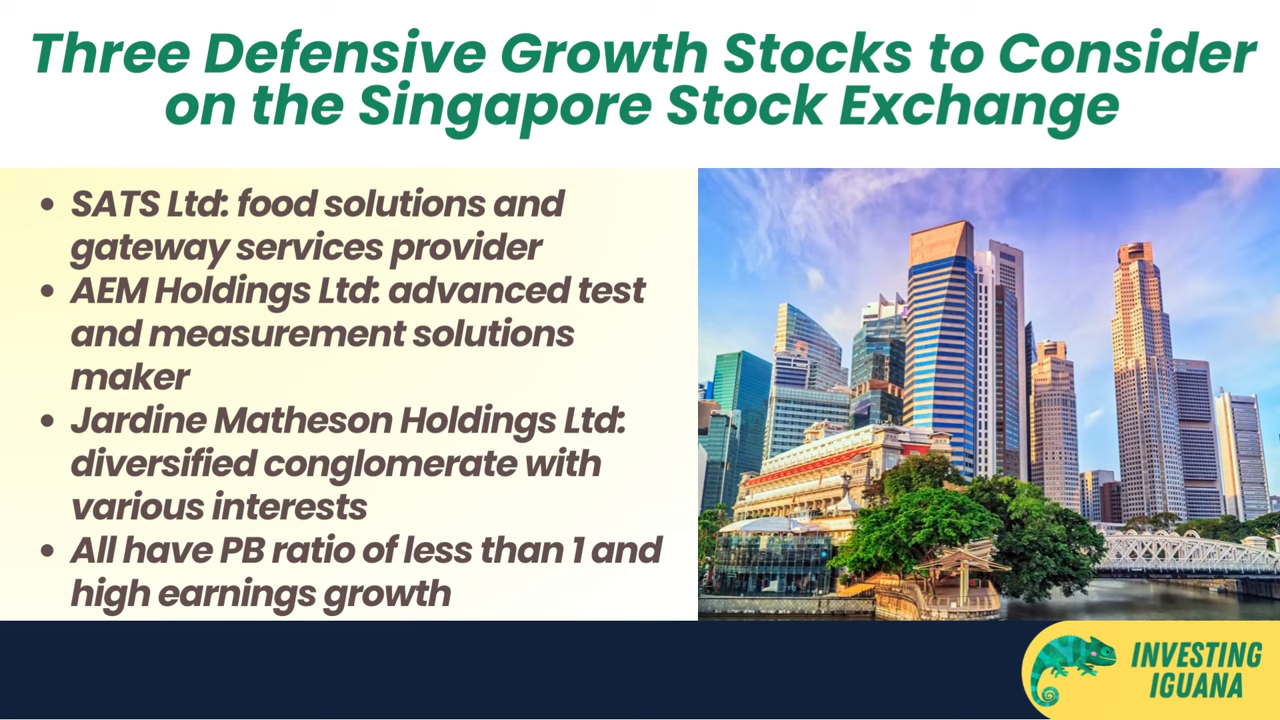 Three Defensive Growth Stocks to Consider
on the Singapore Stock Exchange
• SATS Ltd: food solutions and
gateway services provider
• AEM Holdings Ltd: advanced test
and measurement solutions
maker
• Jardine Matheson Holdings Ltd:
diversified conglomerate with
various interests
• All have PB ratio of less than 1 and
high earnings growth
INVESTING
IGUANA